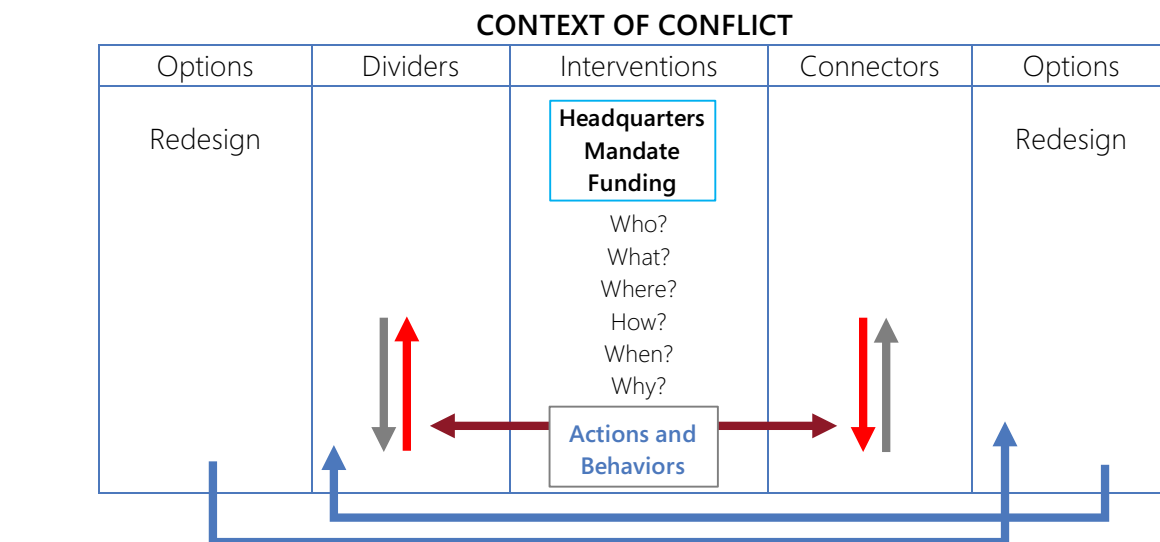 CONTEXT OF CONFLICT
Options
Dividers
Interventions
Connectors
Options
Redesign
Headquarters
Mandate
Funding
Who?
What?
Where?
How?
When?
Why?
Actions and
Behaviors
Redesign